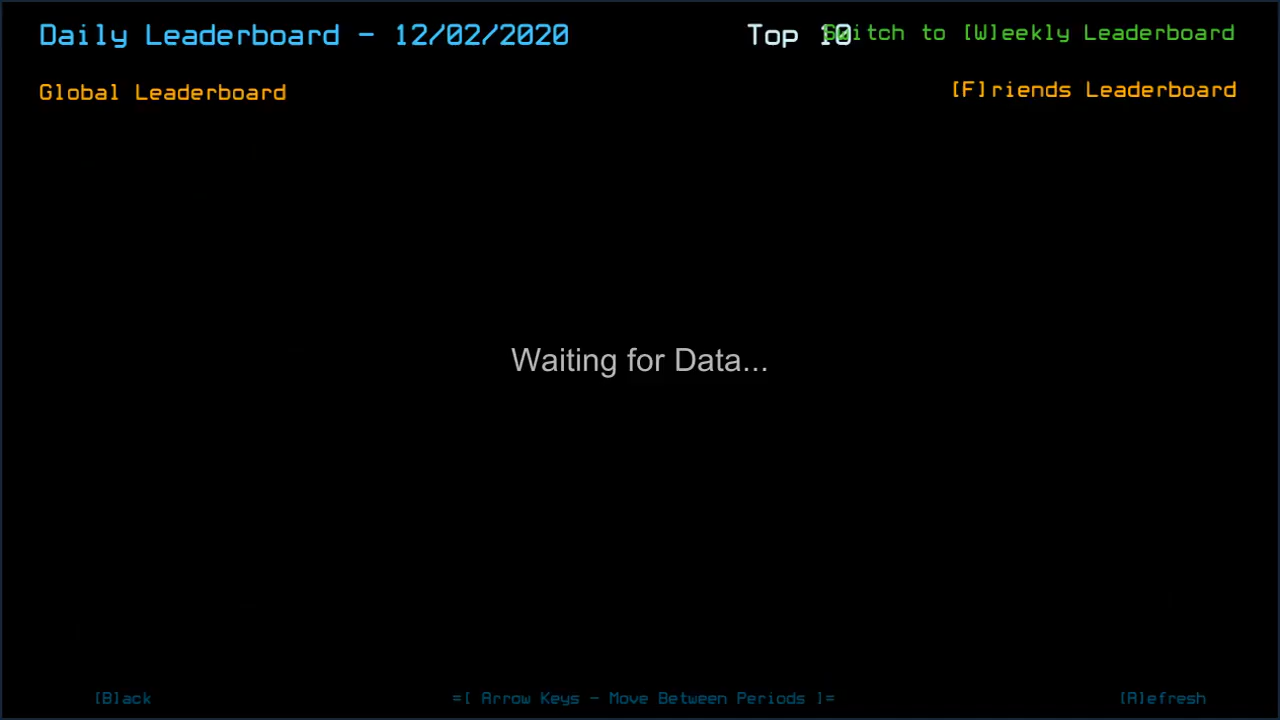 Daily Leaderboard - 12/02/2020
Top 10
Switch to [W]eekly Leaderboard
Global Leaderboard
[F]riends Leaderboard
Waiting for Data...
[B]lack
=[ Arrow Keys - Move Between Periods ]=
[A]efresh